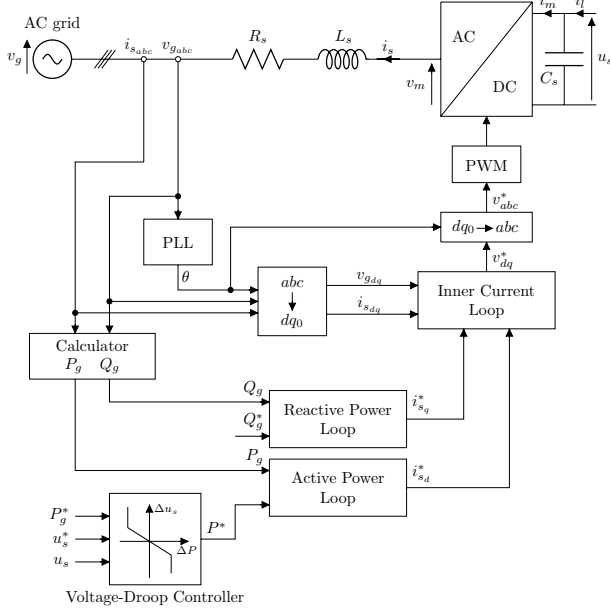 AC grid
v_g
i_{s_{abc}}
v_{g_{abc}}
R_s
L_s
i_s
v_m
AC
DC
i_m
i_l
C_s
u_s
PWM
v^*_{abc}
dq_0 → abc
v^*_{dq}
PLL
θ
abc
↓
dq_0
v_{g_{dq}}
i_{s_{dq}}
Inner Current
Loop
Calculator
P_g Q_g
Q_g
Q^*_g
Reactive Power
Loop
i^*_{s_q}
P_g
Active Power
Loop
i^*_{s_d}
P^*_g
u^*_s
u_s
Δu_s
ΔP
P^*
Voltage-Droop Controller